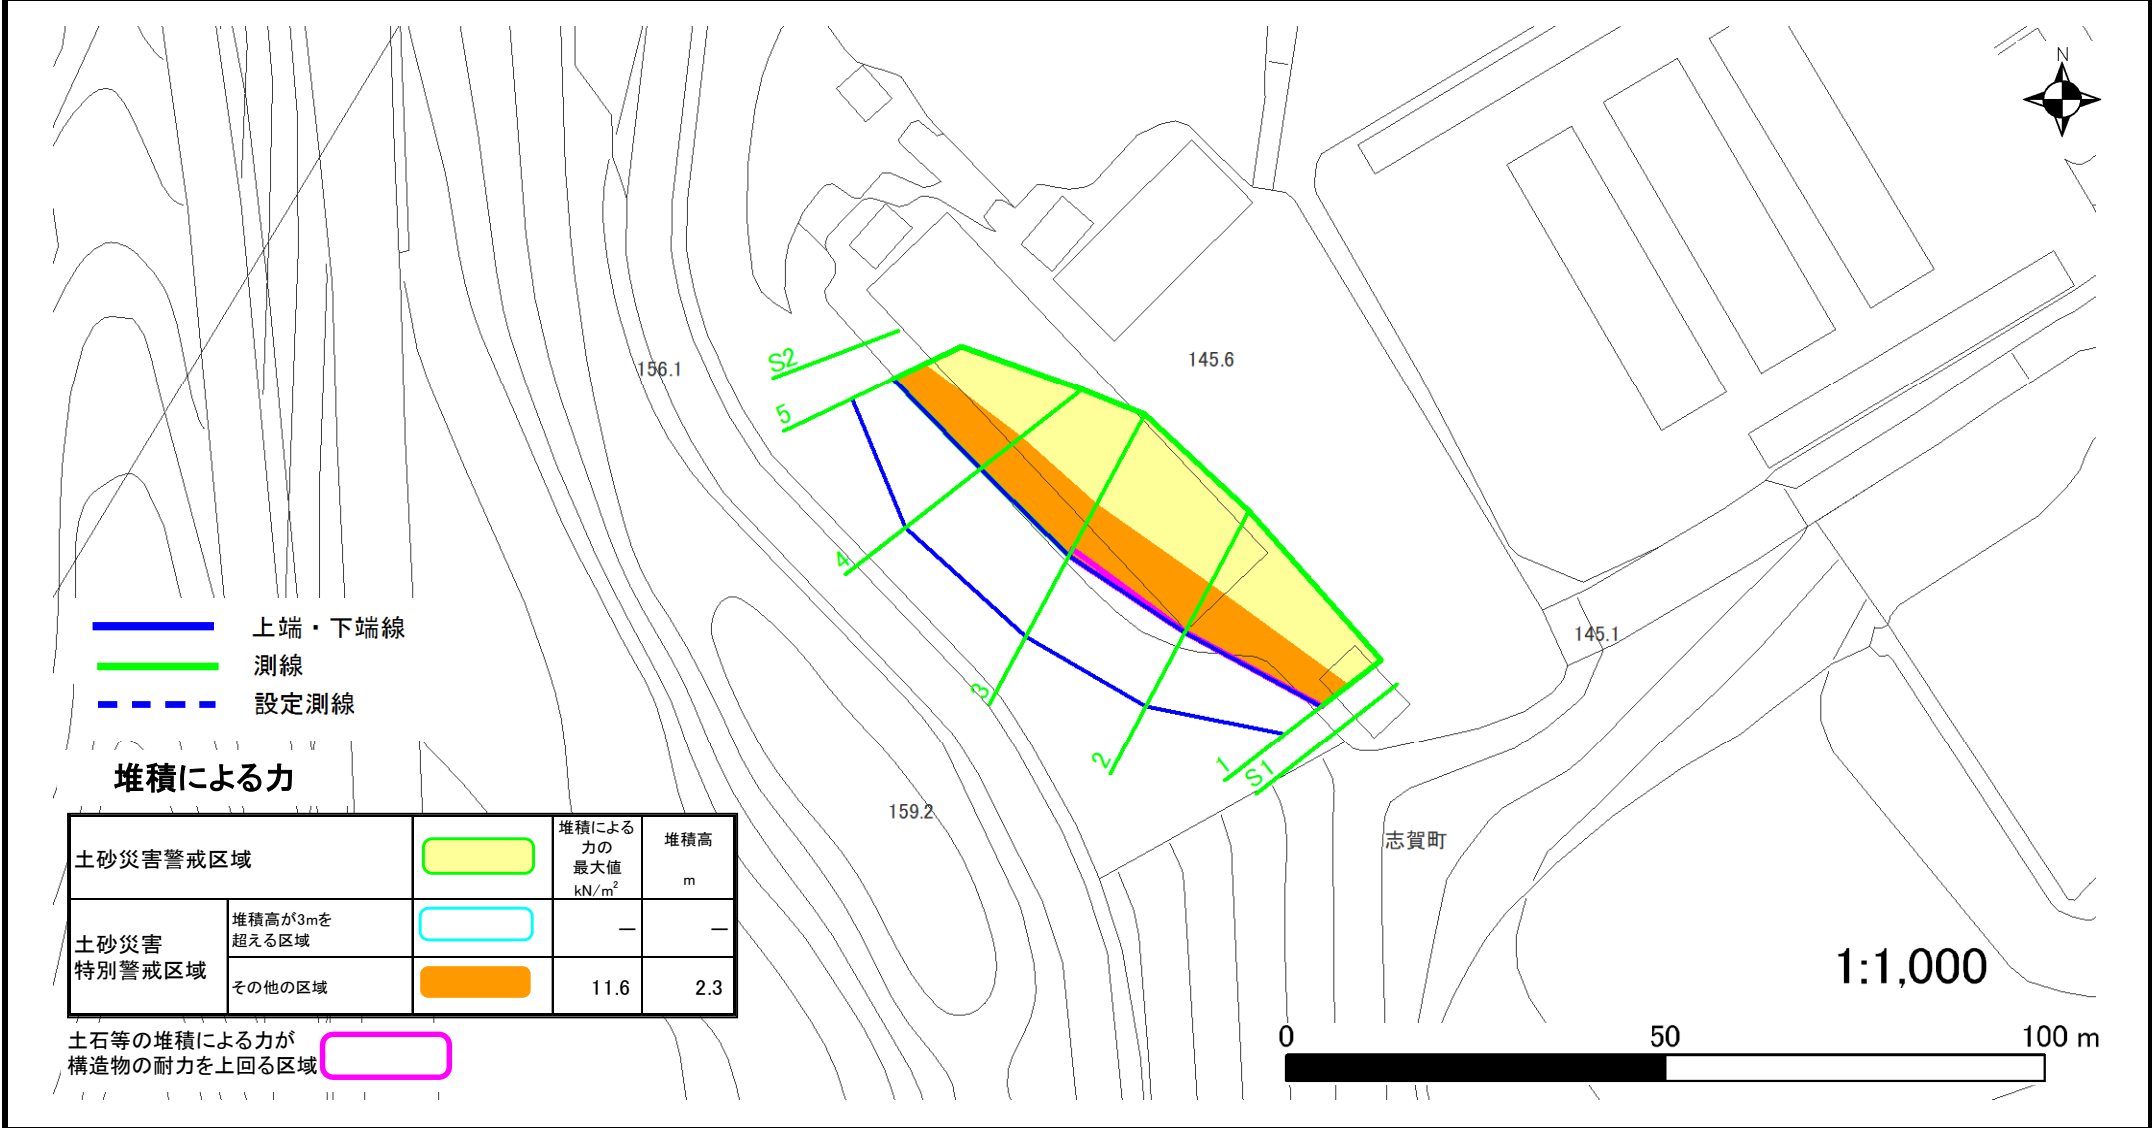 N
156.1
145.6
S2
5
4
3
2
1
S1
145.1
159.2
志賀町
上端・下端線
測線
設定測線
堆積による力
土砂災害警戒区域
堆積による
力の
最大値
kN/m²
堆積高
m
土砂災害
特別警戒区域
堆積高が3mを
超える区域
—
—
その他の区域
11.6
2.3
土石等の堆積による力が
構造物の耐力を上回る区域
1:1,000
0
50
100 m